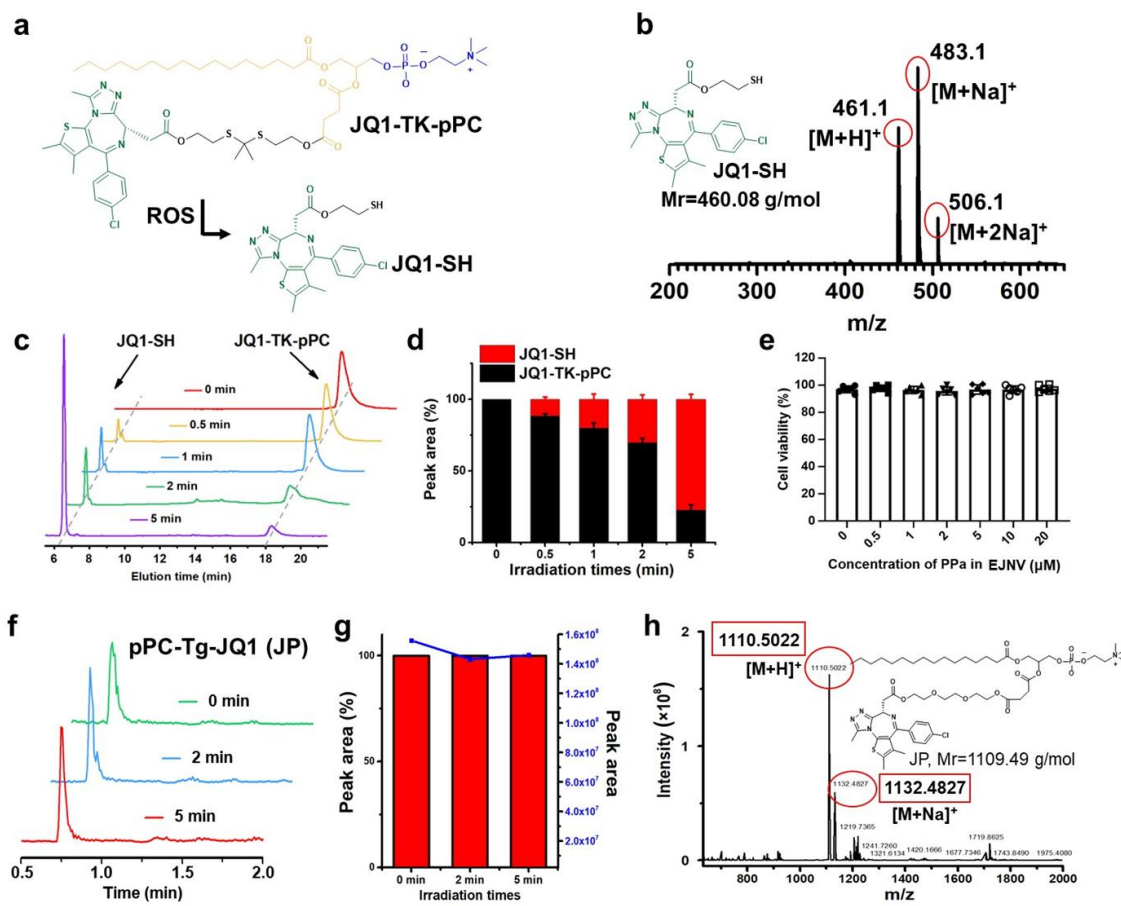 a
JQ1-TK-pPC
ROS
JQ1-SH
b
JQ1-SH
Mr=460.08 g/mol
461.1
[M+H]⁺
483.1
[M+Na]⁺
506.1
[M+2Na]⁺
200 300 400 500 600
m/z
c
JQ1-SH
JQ1-TK-pPC
0 min
0.5 min
1 min
2 min
5 min
6 8 10 12 14 16 18 20
Elution time (min)
d
JQ1-SH
JQ1-TK-pPC
Peak area (%)
100
50
0
0 0.5 1 2 5
Irradiation times (min)
e
Cell viability (%)
120
100
80
60
40
20
0
0 0.5 1 2 5 10 20
Concentration of PPa in EJNV (μM)
f
pPC-Tg-JQ1 (JP)
0 min
2 min
5 min
0.5 1.0 1.5 2.0
Time (min)
g
Peak area (%)
100
50
0
1.6x10⁸
1.4x10⁸
1.2x10⁸
1.0x10⁸
8.0x10⁷
6.0x10⁷
4.0x10⁷
2.0x10⁷
Peak area
0 min 2 min 5 min
Irradiation times
h
1110.5022
[M+H]⁺
1110.5022
JP, Mr=1109.49 g/mol
1132.4827
1132.4827
[M+Na]⁺
1219.7365
1241.7260
1321.6134
1420.1666
1677.7346
1719.8625
1743.8490
1975.4080
Intensity (×10⁸)
2
1
0
800 1000 1200 1400 1600 1800 2000
m/z